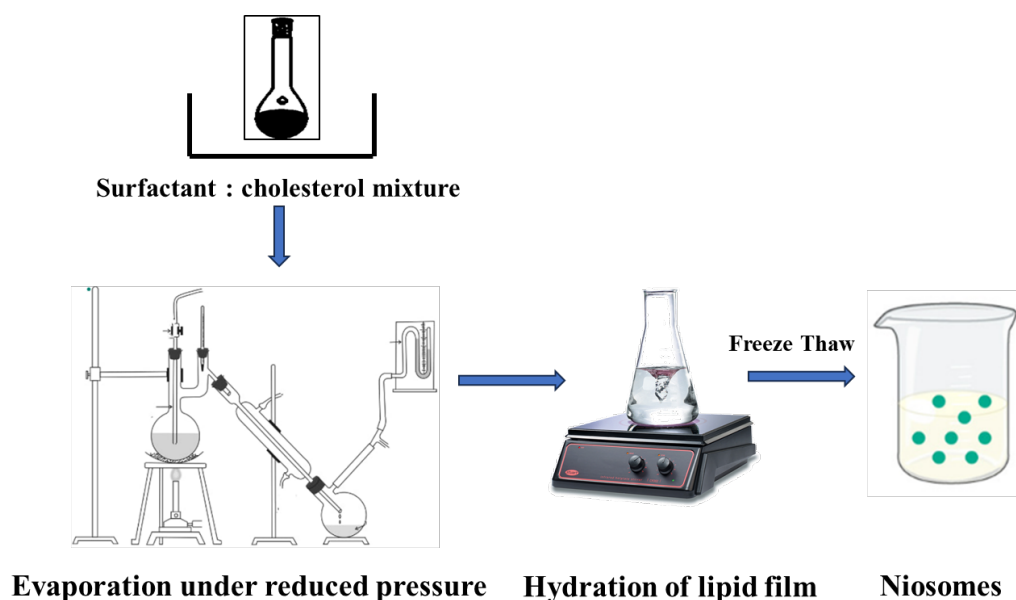 Surfactant : cholesterol mixture
Freeze Thaw
Evaporation under reduced pressure
Hydration of lipid film
Niosomes